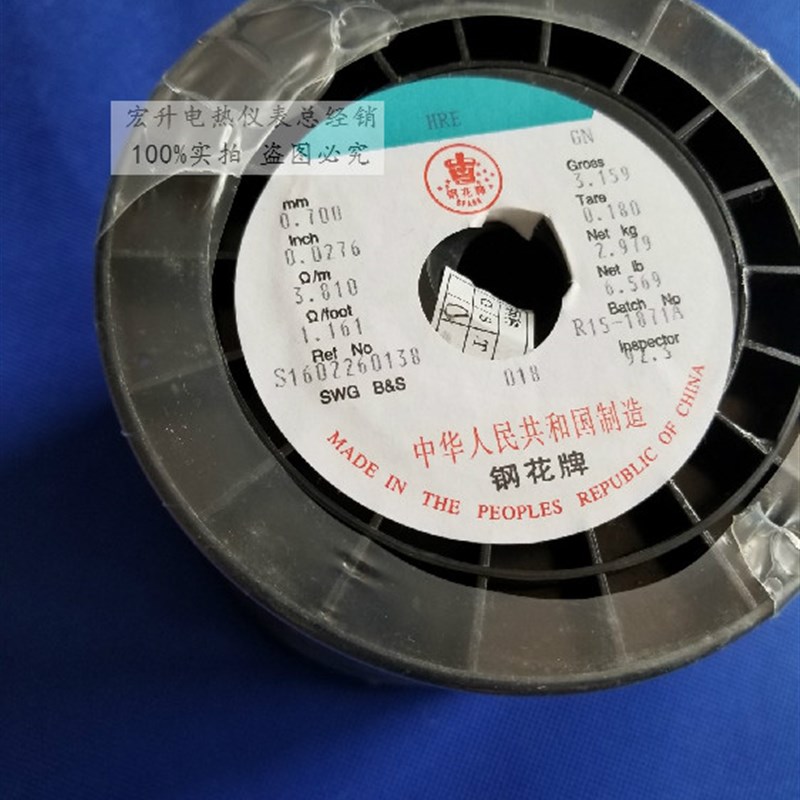 宏升电热仪表总经销
100%实拍 盗图必究
HRE
GN
钢花牌
SPARK
mm
0.700
Inch
0.0276
Ω/m
3.810
Ω/foot
1.161
Ref No
S1602260138
SWG B&S
Gross
3.159
Tare
0.180
Net kg
2.979
Net lb
6.569
Batch No
R15-1871A
Inspector
92.3
018
中华人民共和国制造
钢花牌
MADE IN THE PEOPLES REPUBLIC OF CHINA